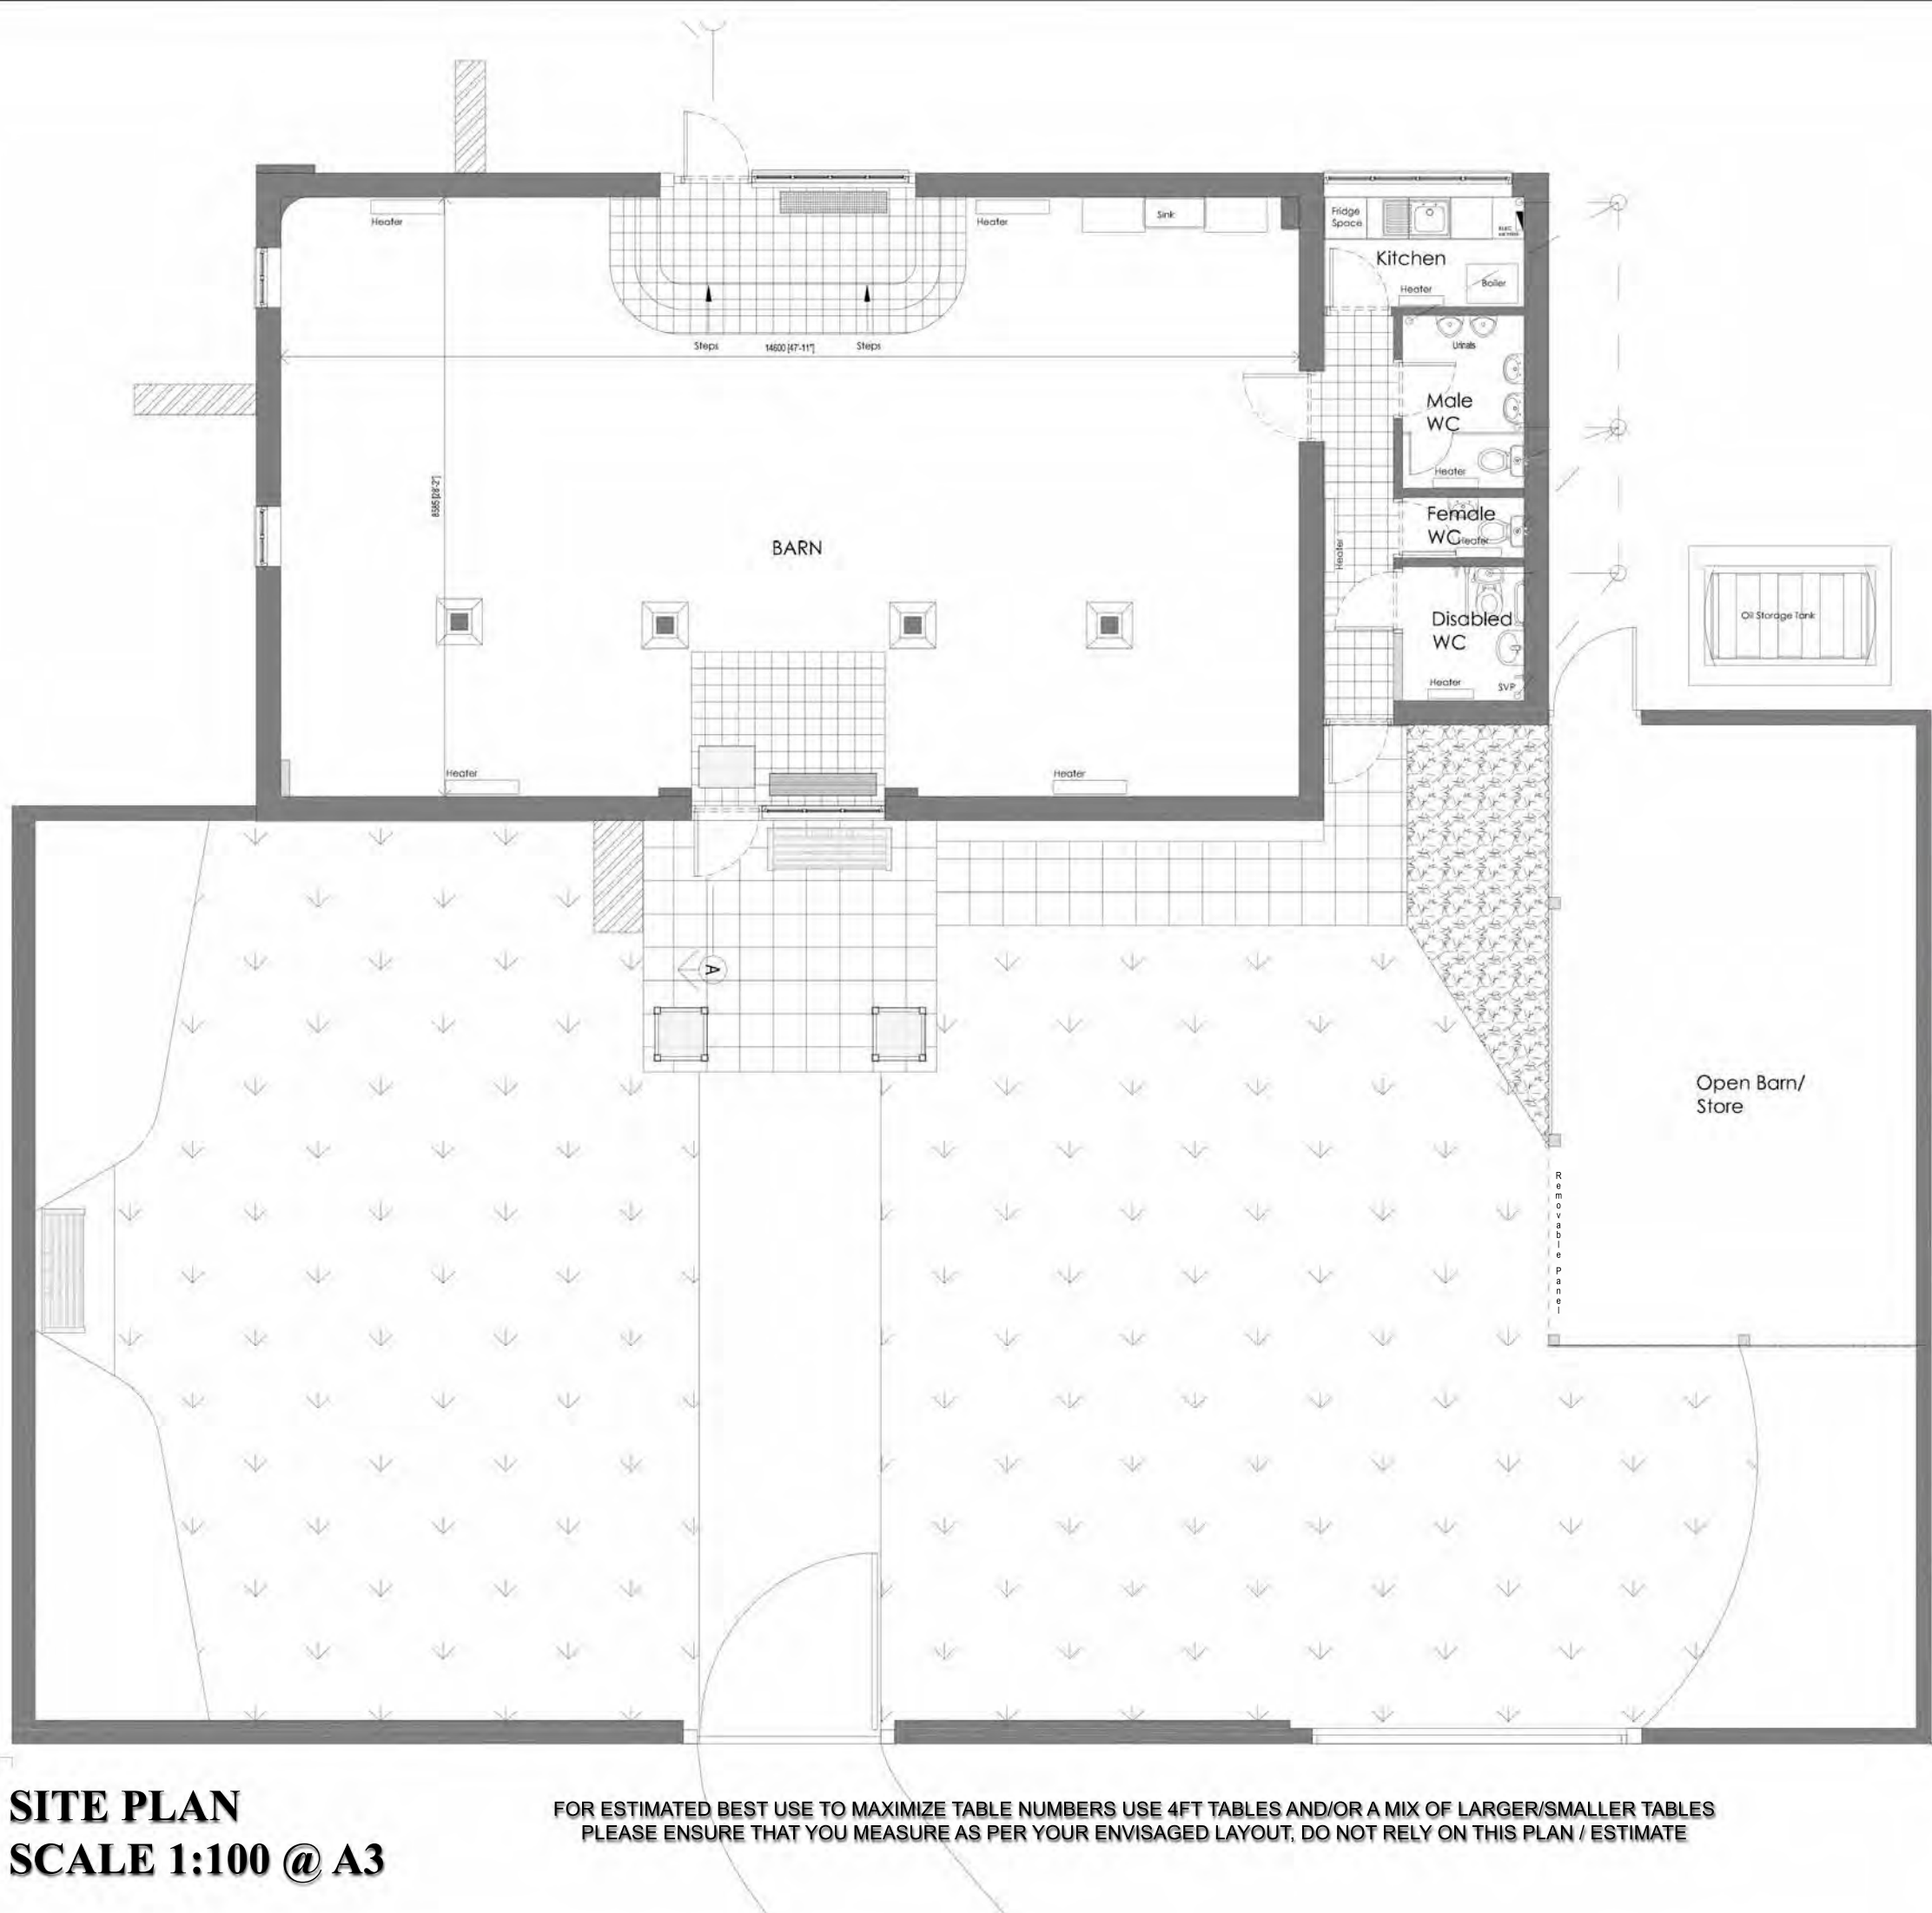 Heater
Heater
Sink
Fridge
Space
Kitchen
Heater
Boiler
Steps
14600 [47'-11"]
Steps
Urinals
Male
WC
Heater
8585 [28'-2"]
BARN
Female
WC
Heater
Heater
Disabled
WC
Heater
SVP
Oil Storage Tank
Heater
Heater
A
Open Barn/
Store
Removable Panel
SITE PLAN
SCALE 1:100 @ A3
FOR ESTIMATED BEST USE TO MAXIMIZE TABLE NUMBERS USE 4FT TABLES AND/OR A MIX OF LARGER/SMALLER TABLES
PLEASE ENSURE THAT YOU MEASURE AS PER YOUR ENVISAGED LAYOUT, DO NOT RELY ON THIS PLAN / ESTIMATE